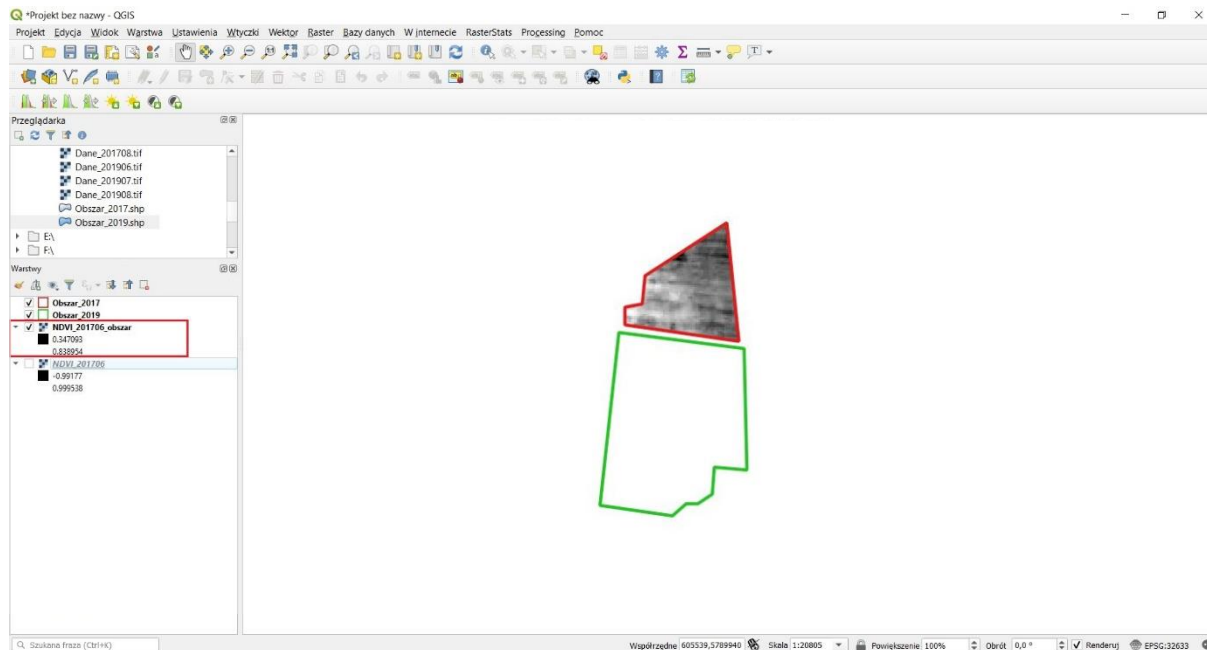 *Projekt bez nazwy - QGIS
Projekt Edycja Widok Warstwa Ustawienia Wtyczki Wektor Raster Bazy danych W internecie RasterStats Processing Pomoc
Przeglądarka
Dane_201708.tif
Dane_201906.tif
Dane_201907.tif
Dane_201908.tif
Obszar_2017.shp
Obszar_2019.shp
E:\
F:\
Warstwy
Obszar_2017
Obszar_2019
NDVI_201706_obszar
0.347093
0.838954
NDVI_201706
-0.99177
0.999538
Szukana fraza (Ctrl+K) Współrzędne 605539,5789940 Skala 1:20805 Powiększenie 100% Obrót 0,0 ° Renderuj EPSG:32633